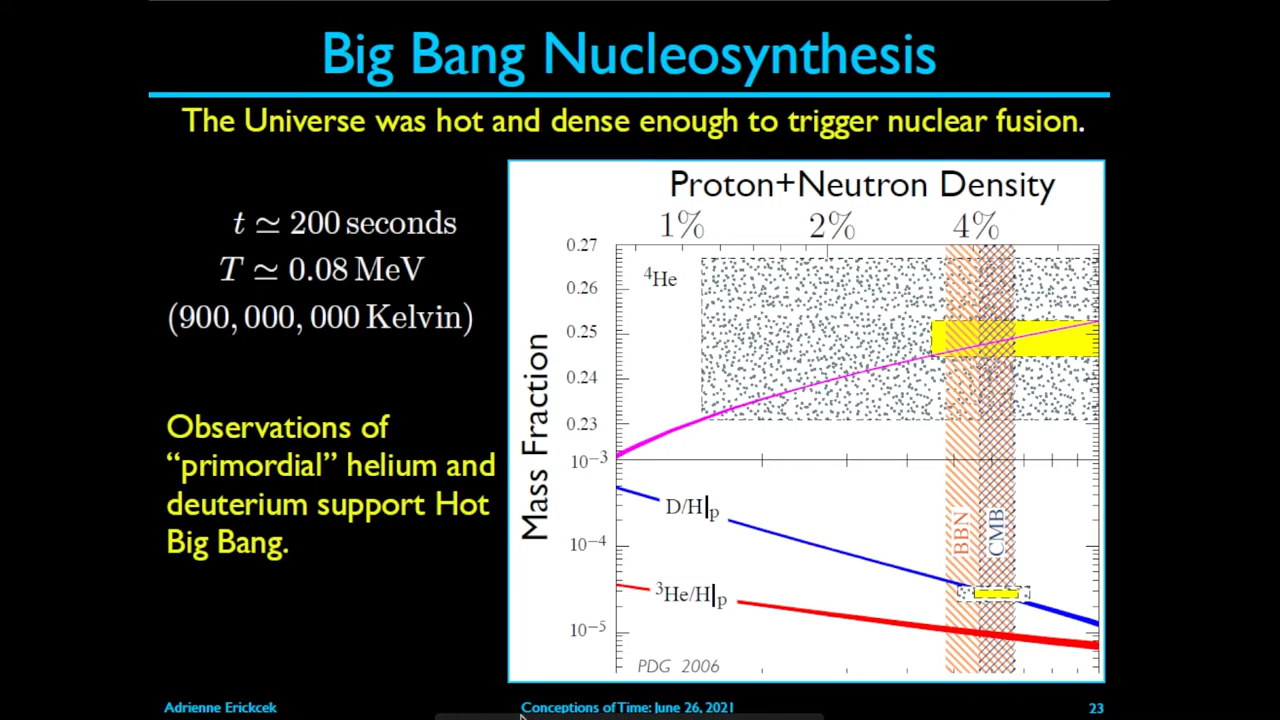 Big Bang Nucleosynthesis
The Universe was hot and dense enough to trigger nuclear fusion.
t ≃ 200 seconds
T ≃ 0.08 MeV
(900, 000, 000 Kelvin)
Observations of
“primordial” helium and
deuterium support Hot
Big Bang.
Proton+Neutron Density
1% 2% 4%
0.27
0.26
0.25
0.24
0.23
10⁻³
10⁻⁴
10⁻⁵
Mass Fraction
⁴He
D/H|p
³He/H|p
BBN
CMB
PDG 2006
Adrienne Erickcek
Conceptions of Time: June 26, 2021
23